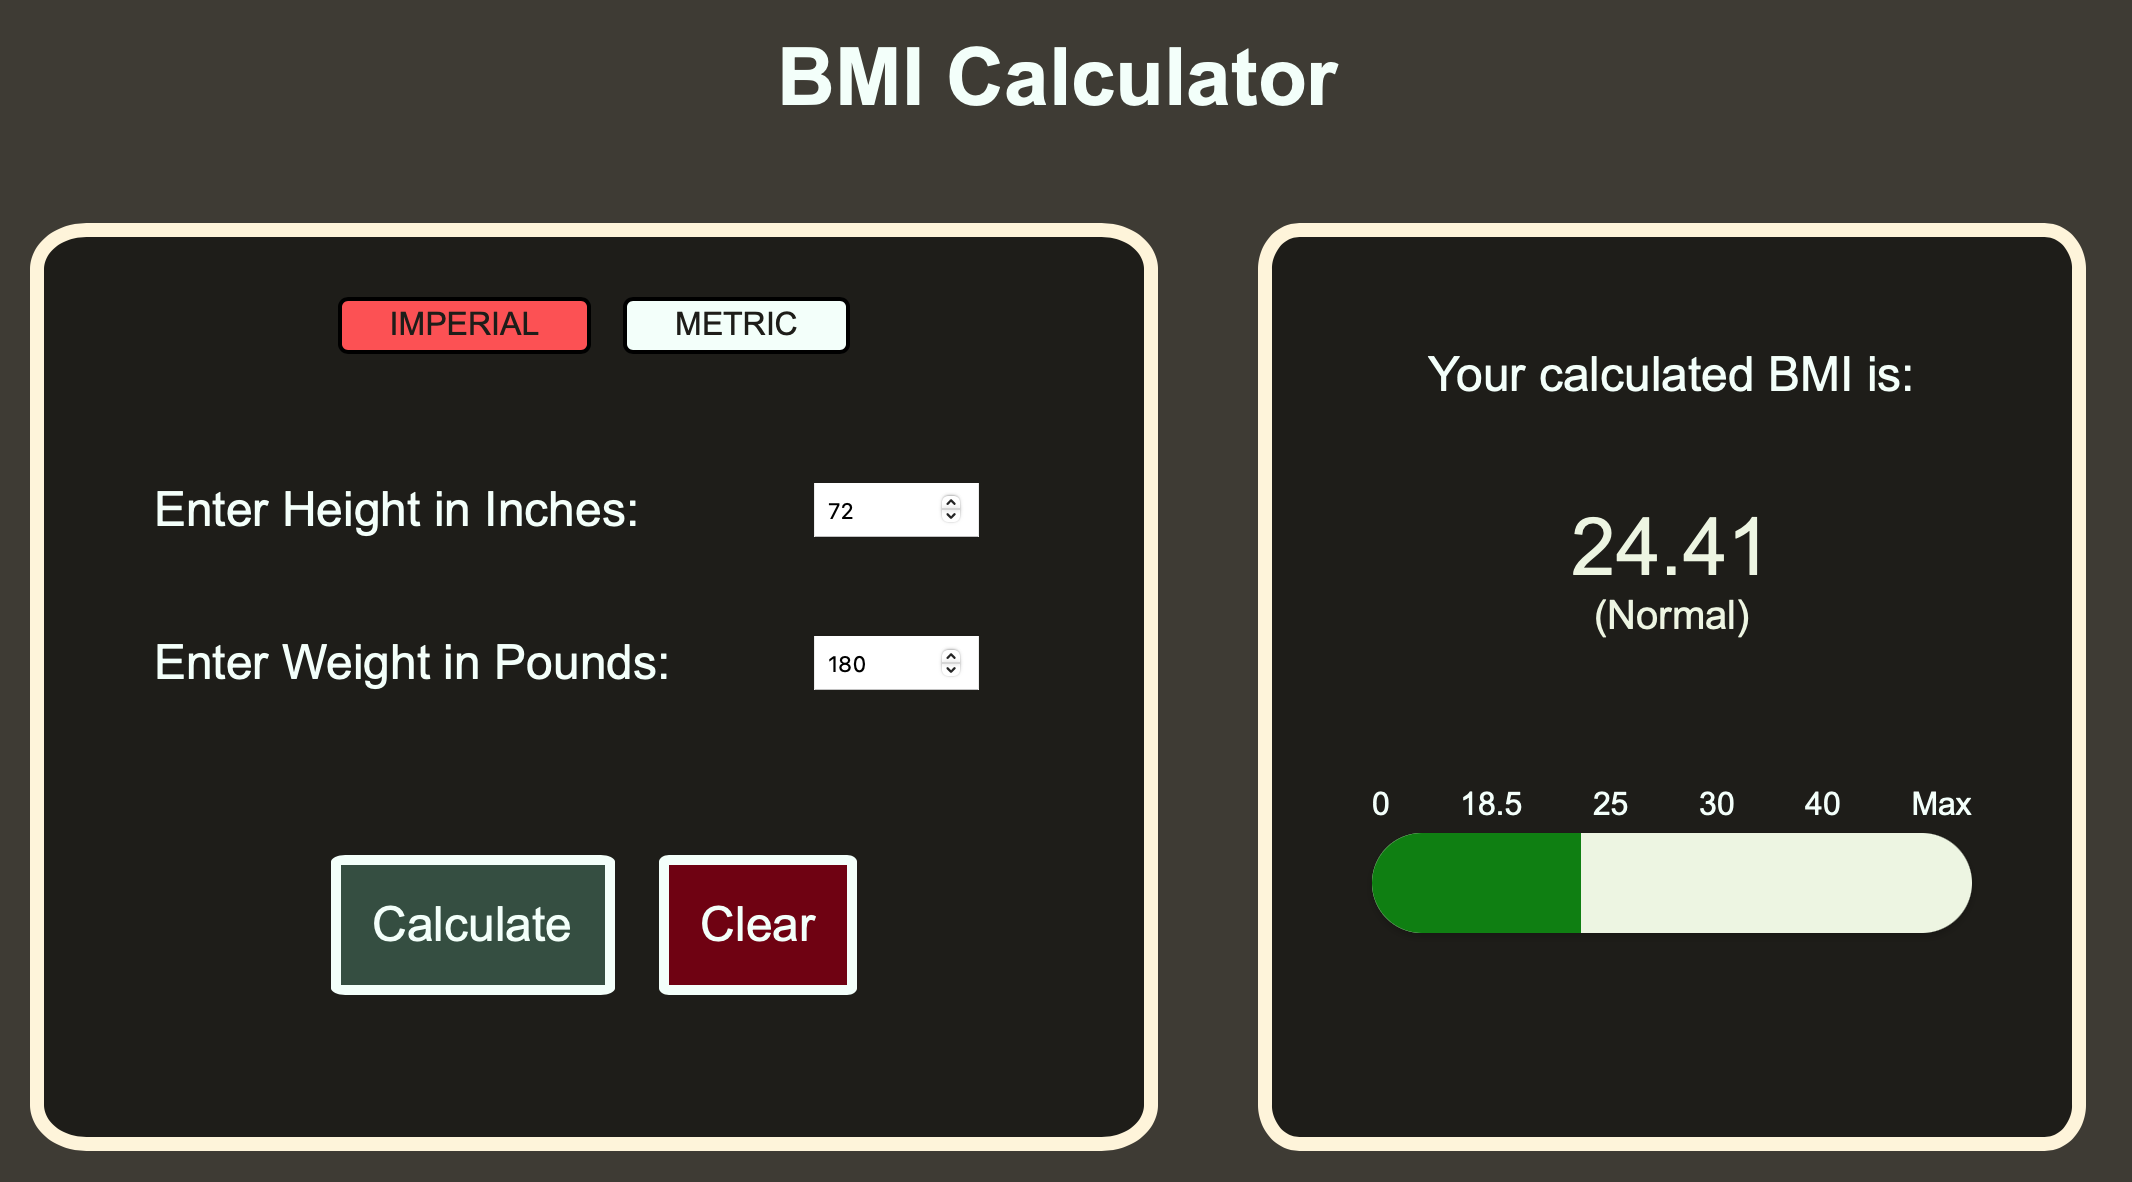 BMI Calculator
IMPERIAL METRIC
Enter Height in Inches: 72
Enter Weight in Pounds: 180
Calculate Clear
Your calculated BMI is:
24.41
(Normal)
0 18.5 25 30 40 Max